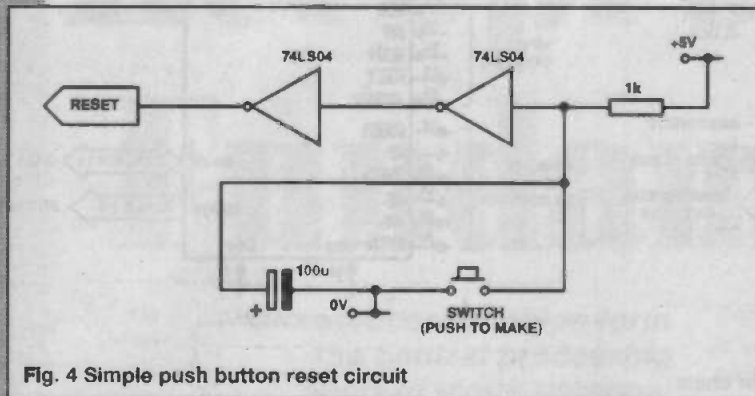 74LS04
74LS04
+5V
1k
RESET
100u
+
0V
SWITCH
(PUSH TO MAKE)
Fig. 4 Simple push button reset circuit